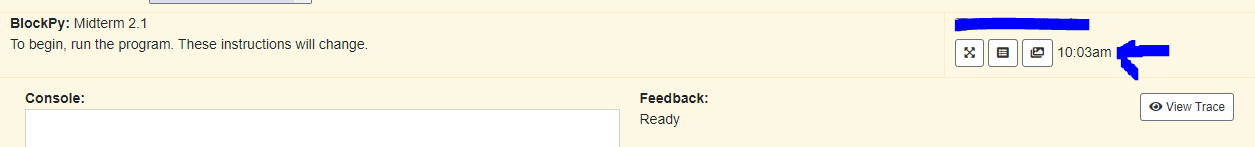 BlockPy: Midterm 2.1
To begin, run the program. These instructions will change.
10:03am
Console:
Feedback:
Ready
View Trace